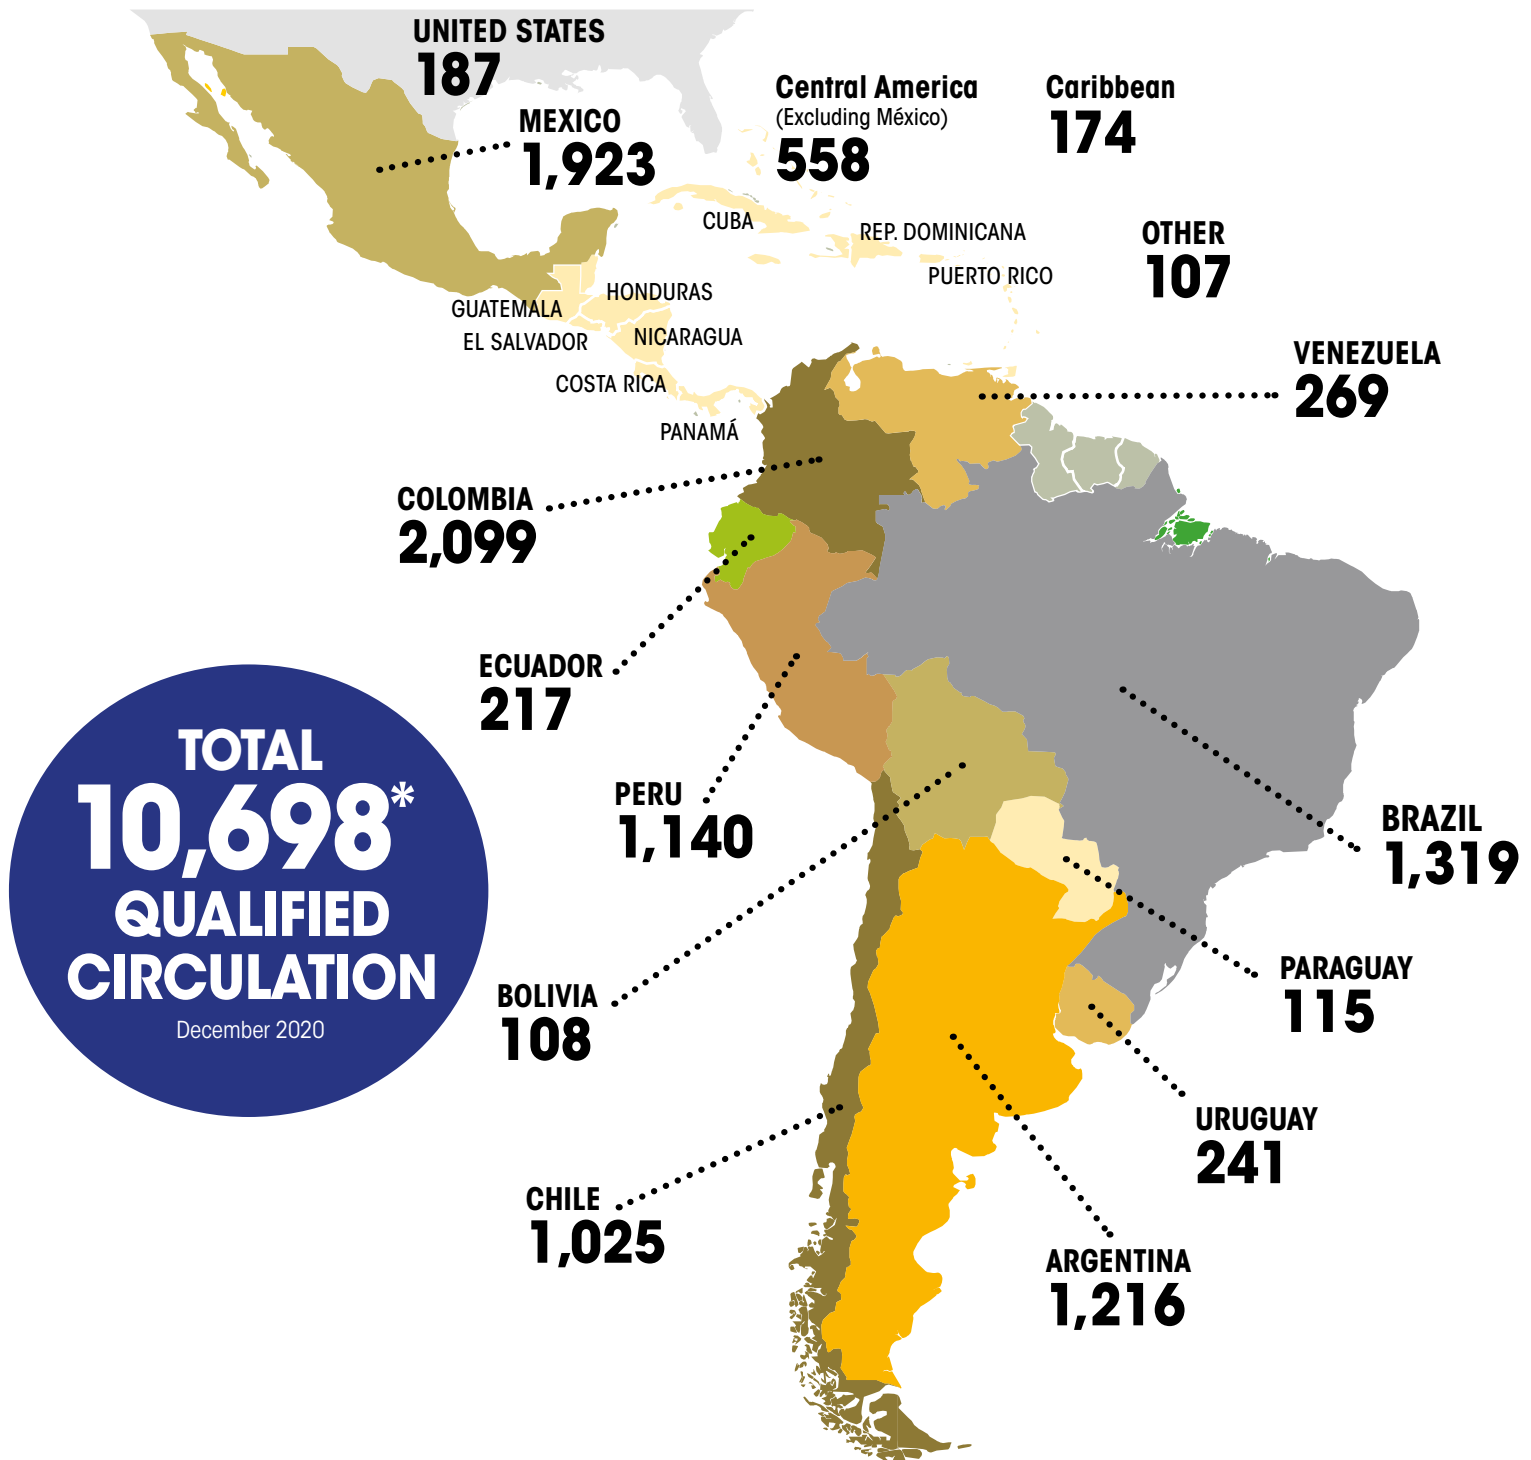 UNITED STATES
187
MEXICO
1,923
Central America
(Excluding México)
558
Caribbean
174
CUBA
REP. DOMINICANA
PUERTO RICO
OTHER
107
GUATEMALA
HONDURAS
EL SALVADOR
NICARAGUA
COSTA RICA
PANAMÁ
VENEZUELA
269
COLOMBIA
2,099
ECUADOR
217
PERU
1,140
BRAZIL
1,319
TOTAL
10,698*
QUALIFIED
CIRCULATION
December 2020
BOLIVIA
108
PARAGUAY
115
URUGUAY
241
CHILE
1,025
ARGENTINA
1,216